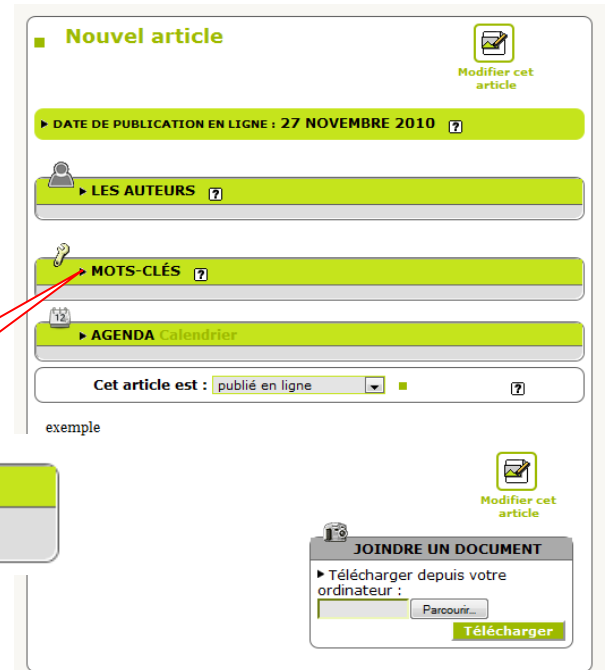 Nouvel article
Modifier cet
article
DATE DE PUBLICATION EN LIGNE : 27 NOVEMBRE 2010 ?
LES AUTEURS ?
MOTS-CLÉS ?
12
AGENDA Calendrier
Cet article est : publié en ligne ?
exemple
Modifier cet
article
JOINDRE UN DOCUMENT
Télécharger depuis votre
ordinateur :
Parcourir...
Télécharger